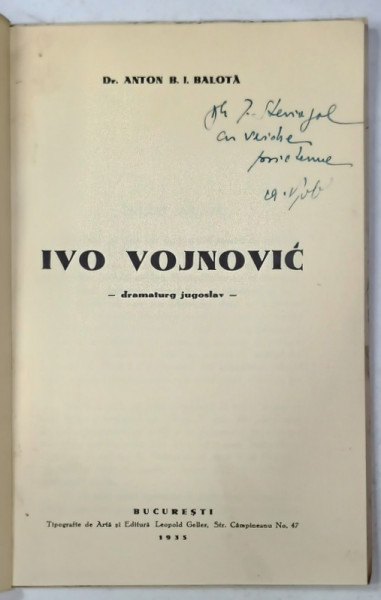 Dr. ANTON B. I. BALOTĂ
cu veche
prietenie
IVO VOJNOVIĆ
— dramaturg jugoslav —
BUCUREȘTI
Tipografie de Artă și Editură Leopold Geller, Str. Câmpineanu No. 47
1935